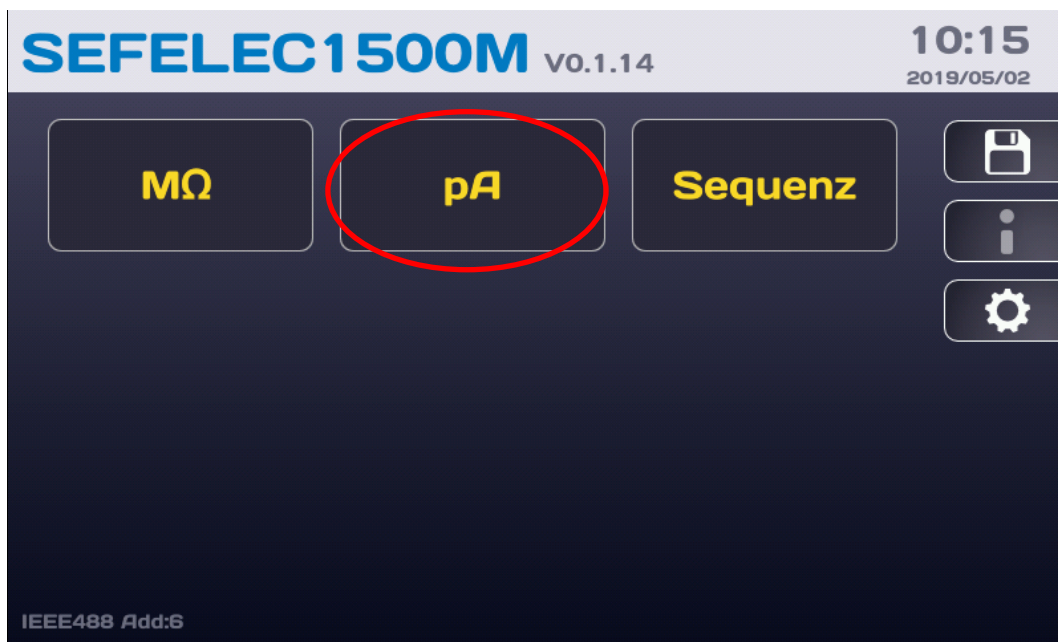 SEFELEC1500M V0.1.14
10:15
2019/05/02
MΩ
pA
Sequenz
IEEE488 Add:6